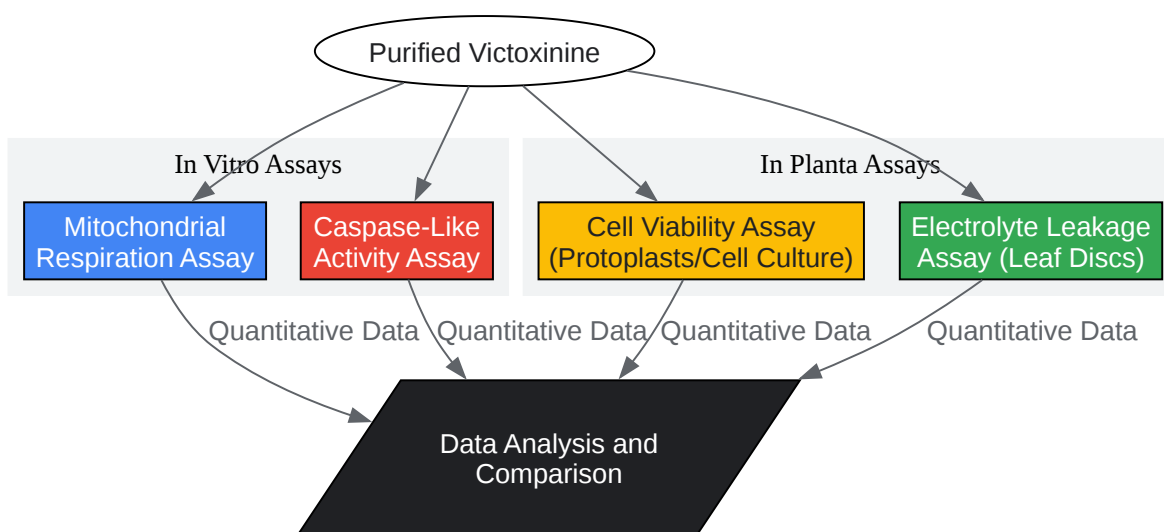 Purified Victoxinine
In Vitro Assays
In Planta Assays
Mitochondrial
Respiration Assay
Caspase-Like
Activity Assay
Cell Viability Assay
(Protoplasts/Cell Culture)
Electrolyte Leakage
Assay (Leaf Discs)
Quantitative Data
Quantitative Data
Quantitative Data
Quantitative Data
Data Analysis and
Comparison